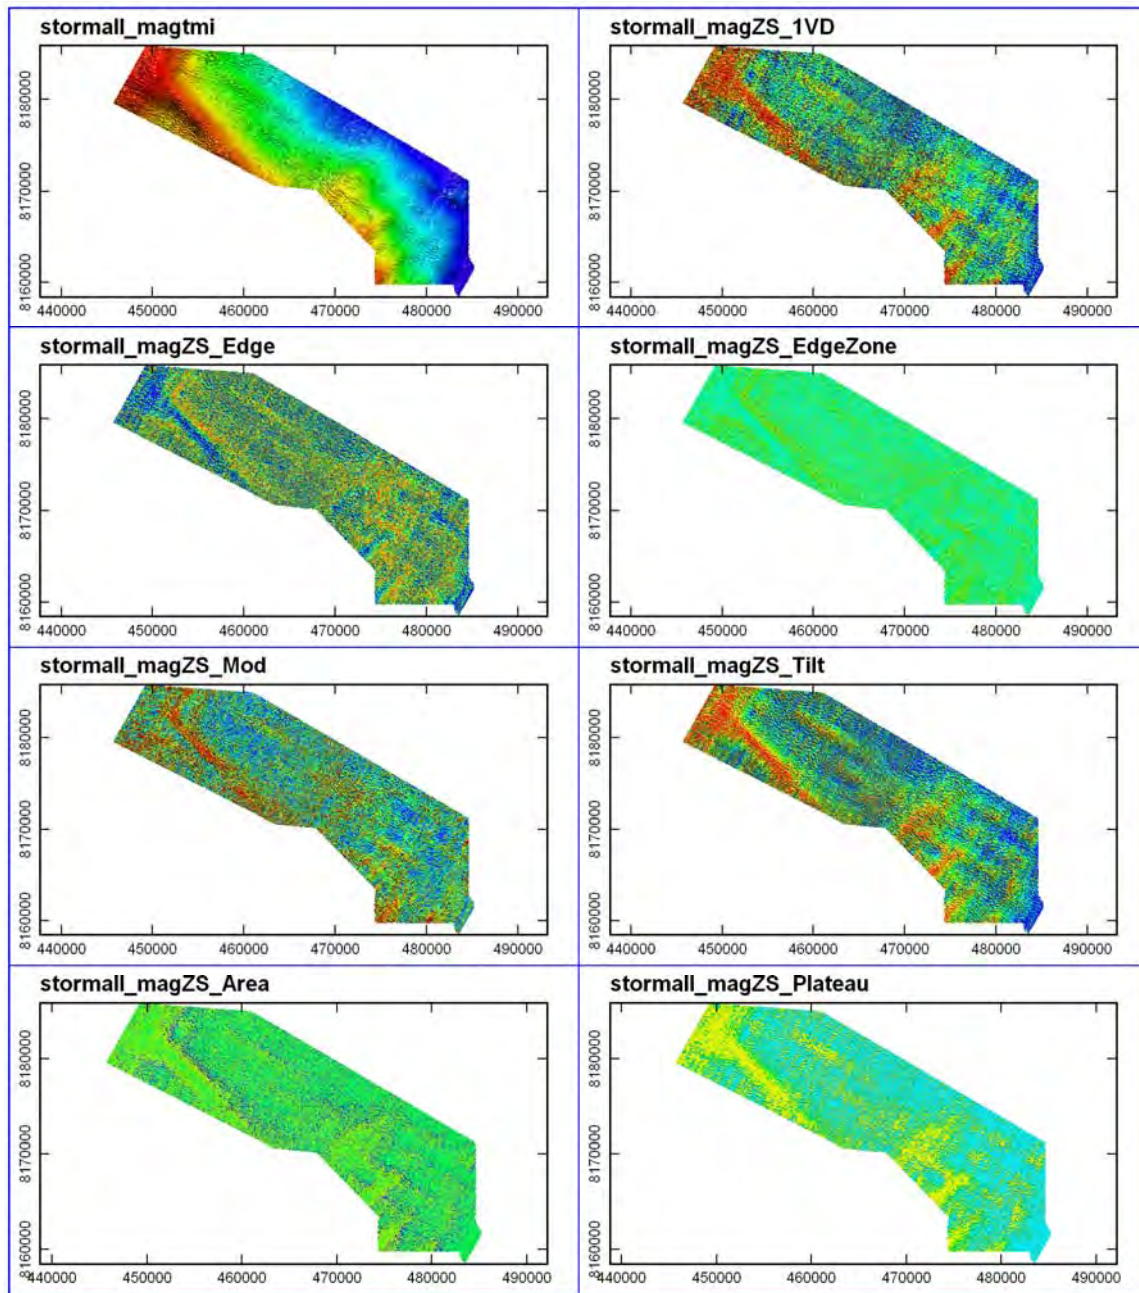 stormall_magtmi
8180000
8170000
8160000
440000 450000 460000 470000 480000 490000
stormall_magZS_1VD
8180000
8170000
8160000
440000 450000 460000 470000 480000 490000
stormall_magZS_Edge
8180000
8170000
8160000
440000 450000 460000 470000 480000 490000
stormall_magZS_EdgeZone
8180000
8170000
8160000
440000 450000 460000 470000 480000 490000
stormall_magZS_Mod
8180000
8170000
8160000
440000 450000 460000 470000 480000 490000
stormall_magZS_Tilt
8180000
8170000
8160000
440000 450000 460000 470000 480000 490000
stormall_magZS_Area
8180000
8170000
8160000
440000 450000 460000 470000 480000 490000
stormall_magZS_Plateau
8180000
8170000
8160000
440000 450000 460000 470000 480000 490000